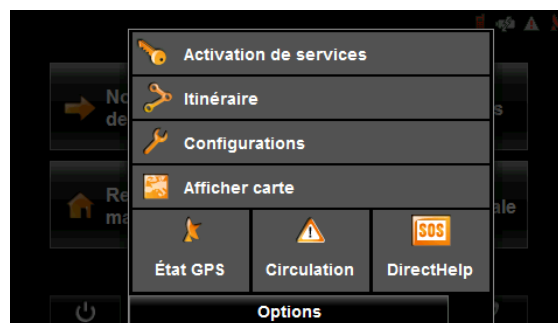 Activation de services
Itinéraire
Configurations
Afficher carte
SOS
État GPS
Circulation
DirectHelp
Options